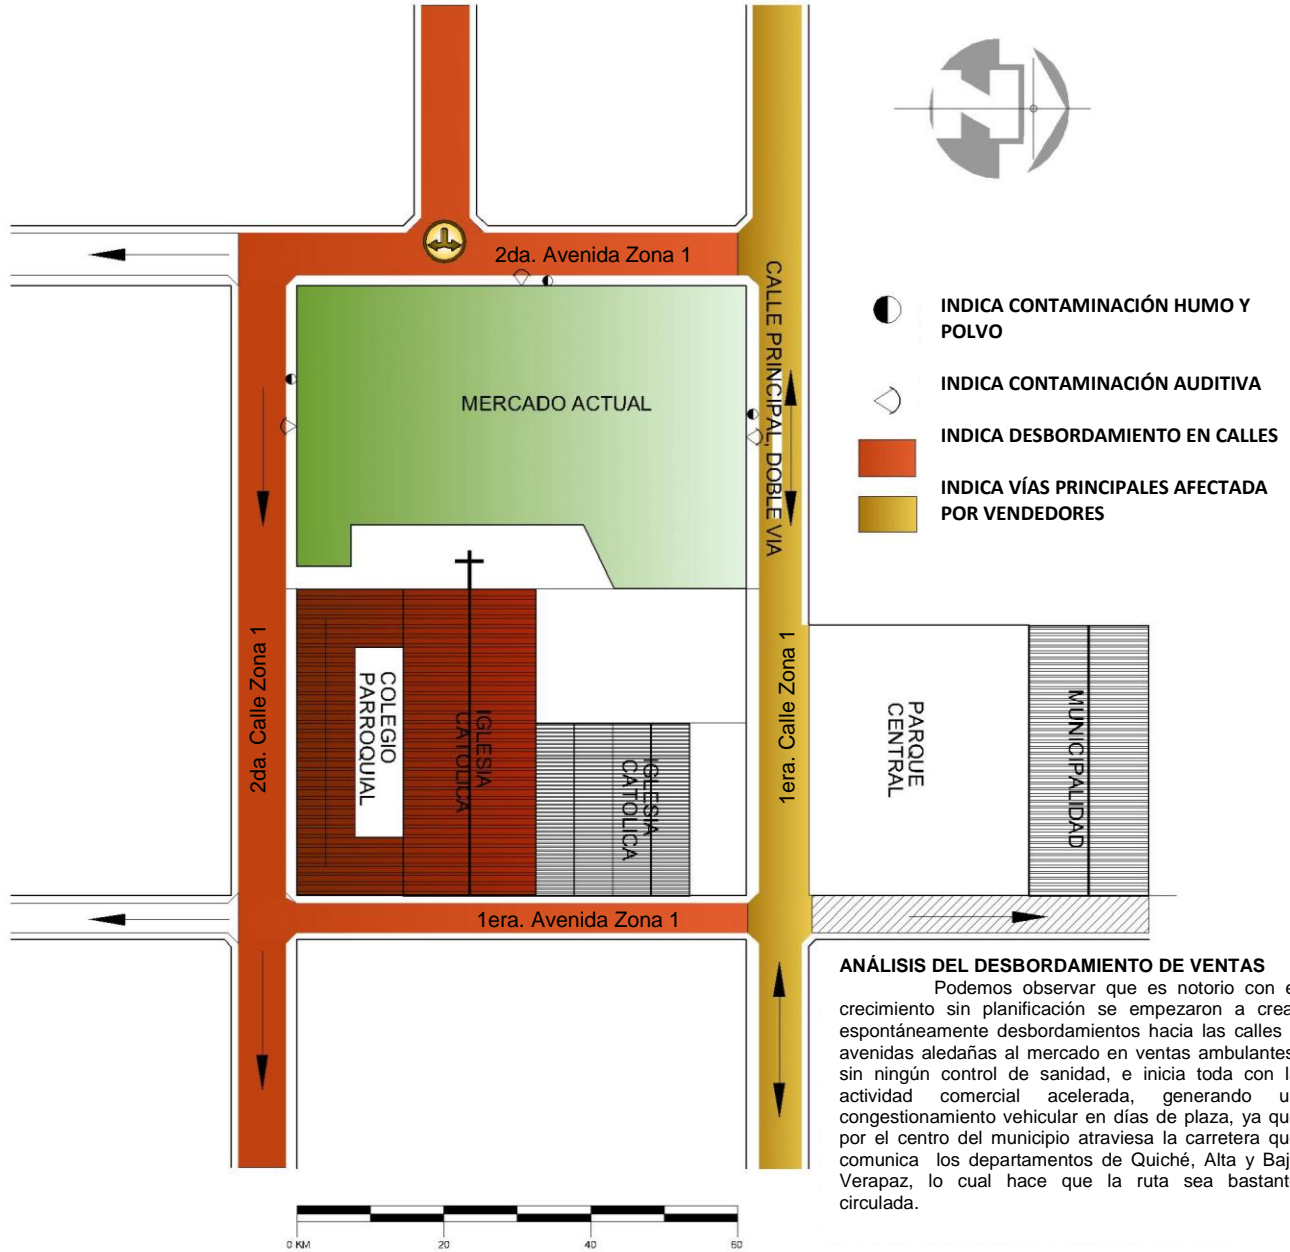 2da. Avenida Zona 1
CALLE PRINCIPAL, DOBLE VIA
MERCADO ACTUAL
INDICA CONTAMINACIÓN HUMO Y
POLVO
INDICA CONTAMINACIÓN AUDITIVA
INDICA DESBORDAMIENTO EN CALLES
INDICA VÍAS PRINCIPALES AFECTADA
POR VENDEDORES
2da. Calle Zona 1
COLEGIO
PARROQUIAL
IGLESIA
CATOLICA
IGLESIA
CATOLICA
1era. Calle Zona 1
PARQUE
CENTRAL
MUNICIPALIDAD
1era. Avenida Zona 1
ANÁLISIS DEL DESBORDAMIENTO DE VENTAS
Podemos observar que es notorio con e
crecimiento sin planificación se empezaron a crea
espontáneamente desbordamientos hacia las calles
avenidas aledañas al mercado en ventas ambulantes
sin ningún control de sanidad, e inicia toda con l
actividad comercial acelerada, generando u
congestionamiento vehicular en días de plaza, ya qu
por el centro del municipio atraviesa la carretera qu
comunica los departamentos de Quiché, Alta y Baj
Verapaz, lo cual hace que la ruta sea bastant
circulada.
0 KM 20 40 60